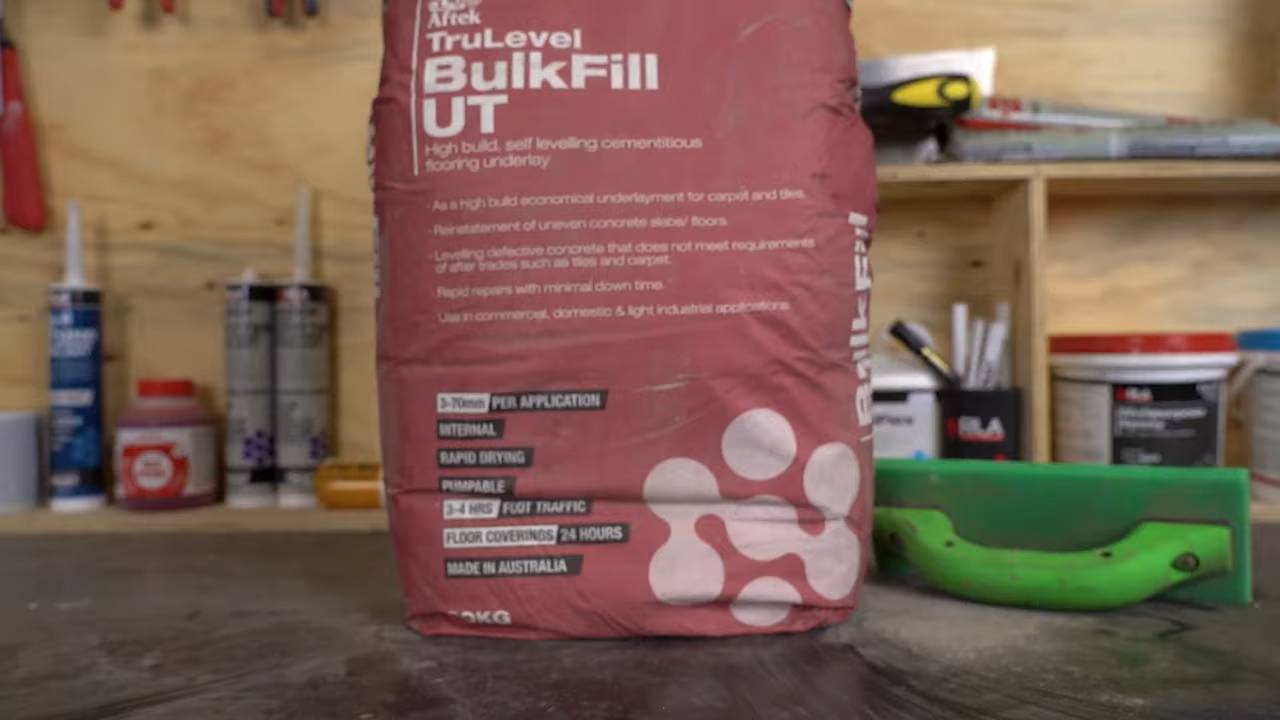 Aftek
TruLevel
BulkFill
UT
High build, self levelling cementitious
flooring underlay
· As a high build economical underlayment for carpet and tiles.
· Reinstatement of uneven concrete slabs/ floors.
· Levelling defective concrete that does not meet requirements
of after trades such as tiles and carpet.
· Rapid repairs with minimal down time.
· Use in commercial, domestic & light industrial applications.
3-70mm PER APPLICATION
INTERNAL
RAPID DRYING
PUMPABLE
3-4 HRS FOOT TRAFFIC
FLOOR COVERINGS 24 HOURS
MADE IN AUSTRALIA
KG
BulkFill